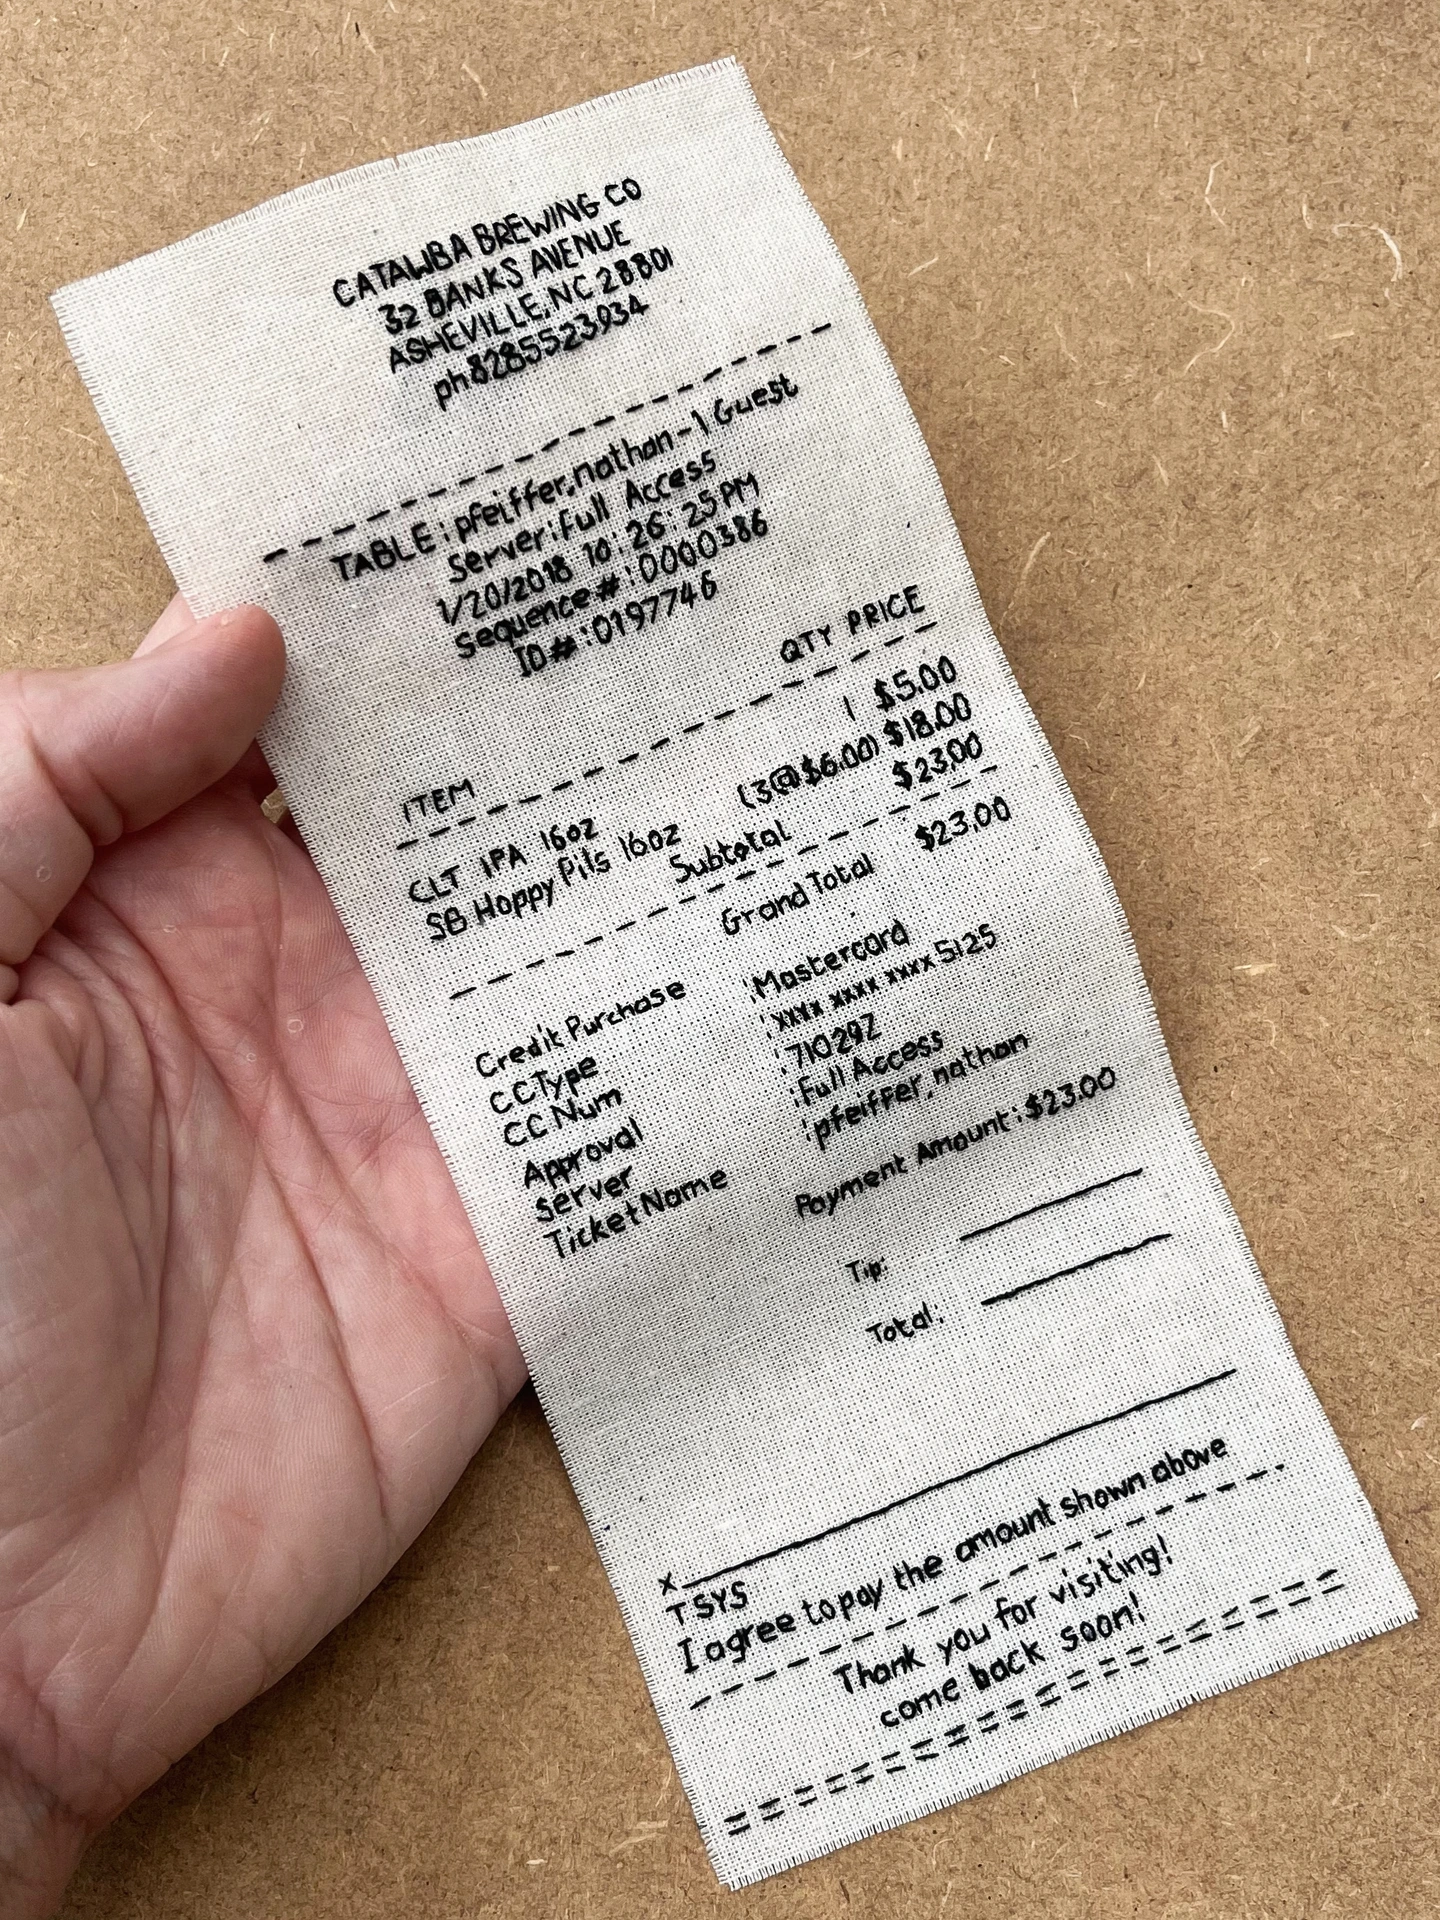 CATAWBA BREWING CO
32 BANKS AVENUE
ASHEVILLE, NC 28801
ph8285523934
TABLE: pfeiffer, nathan - 1 Guest
Server: Full Access
1/20/2018 10:26:25 PM
Sequence#:0000386
ID#:0197746
ITEM QTY PRICE
CLT IPA 16oz 1 $5.00
SB Hoppy Pils 16oz (3@$6.00) $18.00
Subtotal $23.00
Grand Total $23.00
Credit Purchase
CC Type :Mastercard
CC Num :xxxx xxxx xxxx 5125
Approval :71029Z
Server :Full Access
Ticket Name :pfeiffer, nathan
Payment Amount: $23.00
Tip:
Total:
x
TSYS
I agree to pay the amount shown above
Thank you for visiting!
come back soon!